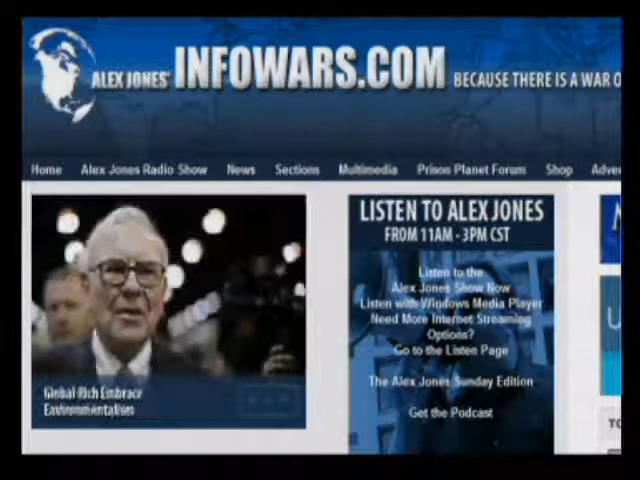 ALEX JONES' INFOWARS.COM BECAUSE THERE IS A WAR O
Home Alex Jones Radio Show News Sections Multimedia Prison Planet Forum Shop Adve
LISTEN TO ALEX JONES
FROM 11AM - 3PM CST
Listen to the
Alex Jones Show Now
Listen with Windows Media Player
Need More Internet Streaming
Options?
Go to the Listen Page
The Alex Jones Sunday Edition
Get the Podcast
Global Rich Embrace
Environmentalism
TO